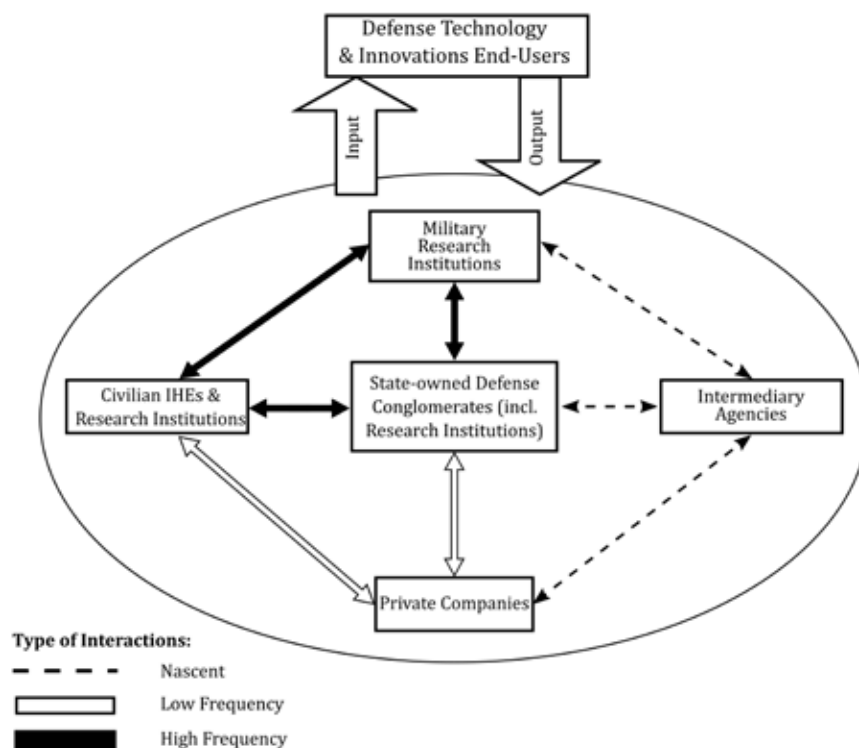 Defense Technology
& Innovations End-Users
Input
Output
Military
Research
Institutions
Civilian IHEs &
Research Institutions
State-owned Defense
Conglomerates (incl.
Research Institutions)
Intermediary
Agencies
Private Companies
Type of Interactions:
Nascent
Low Frequency
High Frequency